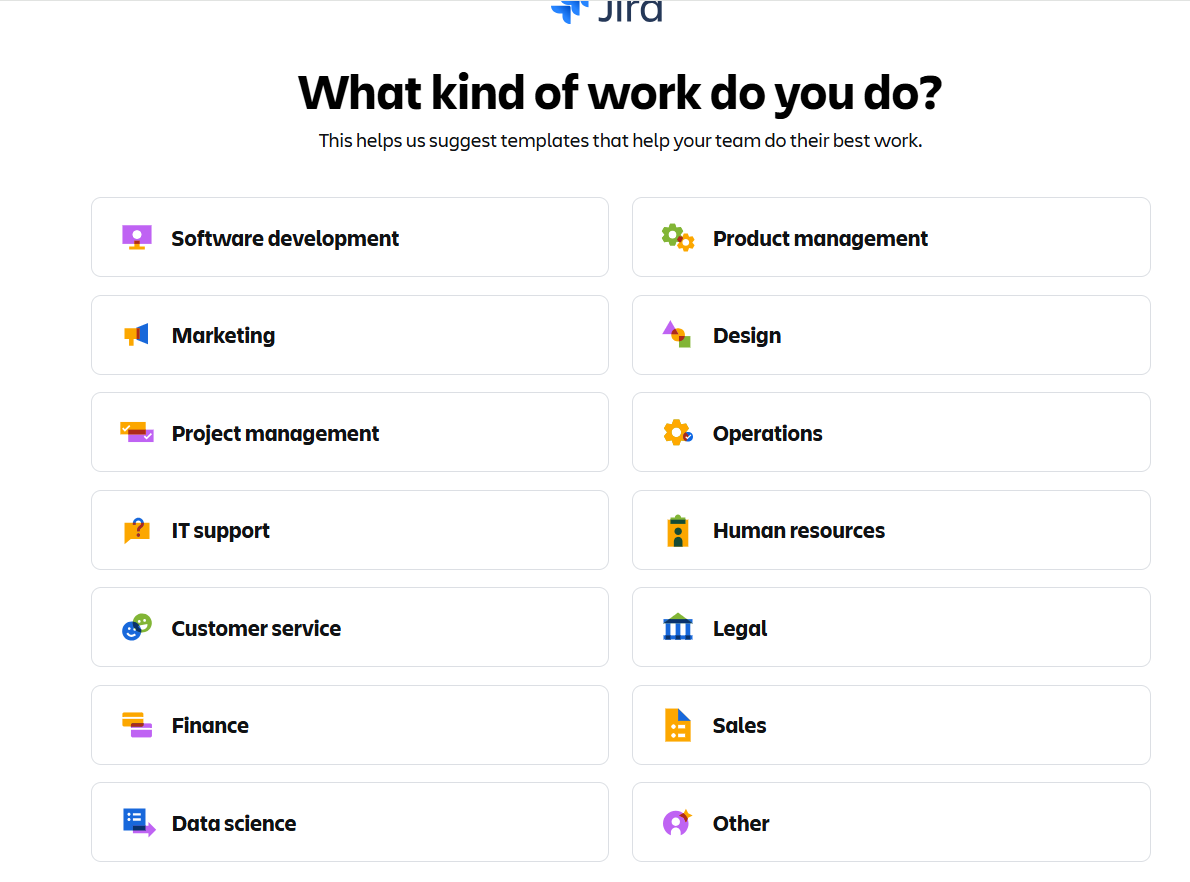 Jira
What kind of work do you do?
This helps us suggest templates that help your team do their best work.
Software development
Product management
Marketing
Design
Project management
Operations
IT support
Human resources
Customer service
Legal
Finance
Sales
Data science
Other